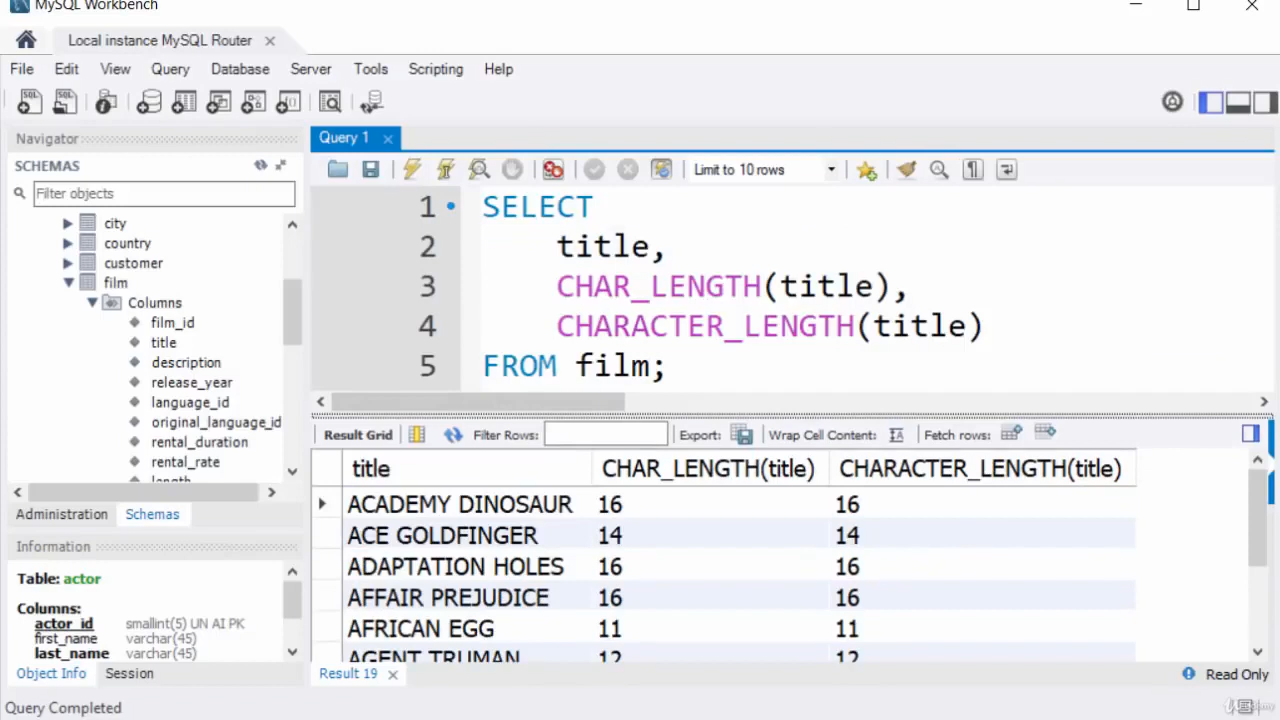 MySQL Workbench
Local instance MySQL Router
File Edit View Query Database Server Tools Scripting Help
Navigator
SCHEMAS
Filter objects
city
country
customer
film
Columns
film_id
title
description
release_year
language_id
original_language_id
rental_duration
rental_rate
length
Administration Schemas
Information
Table: actor
Columns:
actor_id smallint(5) UN AI PK
first_name varchar(45)
last_name varchar(45)
Object Info Session
Query 1
Limit to 10 rows
1 SELECT
2 title,
3 CHAR_LENGTH(title),
4 CHARACTER_LENGTH(title)
5 FROM film;
Result Grid Filter Rows: Export: Wrap Cell Content: Fetch rows:
title CHAR_LENGTH(title) CHARACTER_LENGTH(title)
ACADEMY DINOSAUR 16 16
ACE GOLDFINGER 14 14
ADAPTATION HOLES 16 16
AFFAIR PREJUDICE 16 16
AFRICAN EGG 11 11
AGENT TRUMAN 12 12
Result 19 Read Only
Query Completed